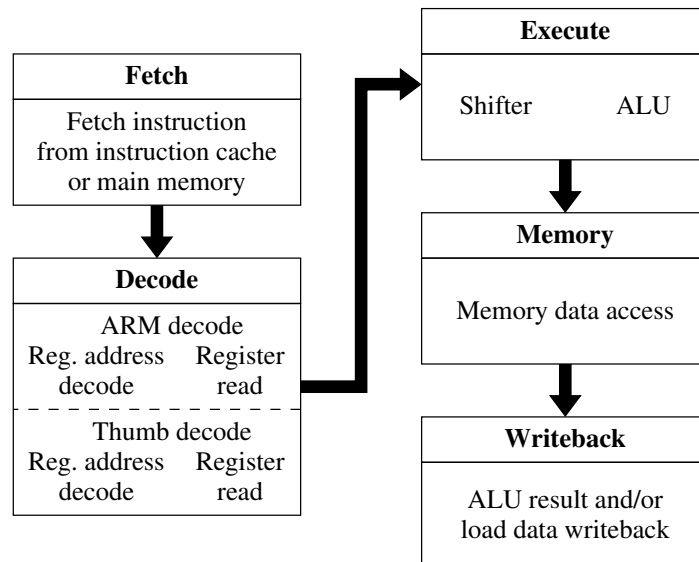 Fetch
Fetch instruction
from instruction cache
or main memory
Decode
ARM decode
Reg. address Register
decode read
Thumb decode
Reg. address Register
decode read
Execute
Shifter ALU
Memory
Memory data access
Writeback
ALU result and/or
load data writeback